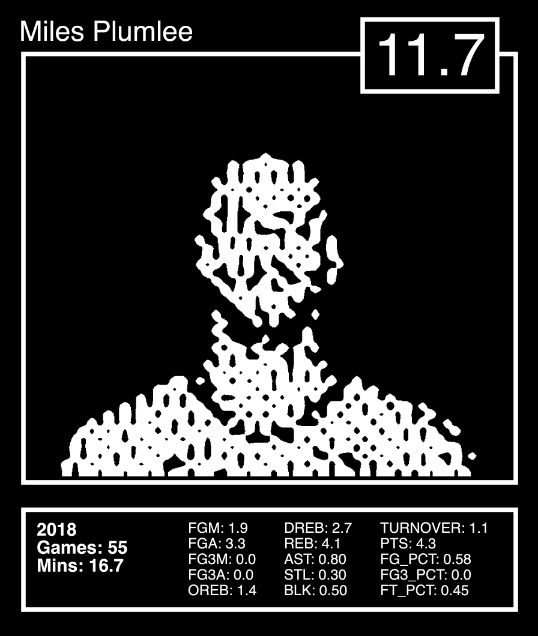 Miles Plumlee
11.7
2018
Games: 55
Mins: 16.7
FGM: 1.9
FGA: 3.3
FG3M: 0.0
FG3A: 0.0
OREB: 1.4
DREB: 2.7
REB: 4.1
AST: 0.80
STL: 0.30
BLK: 0.50
TURNOVER: 1.1
PTS: 4.3
FG_PCT: 0.58
FG3_PCT: 0.0
FT_PCT: 0.45